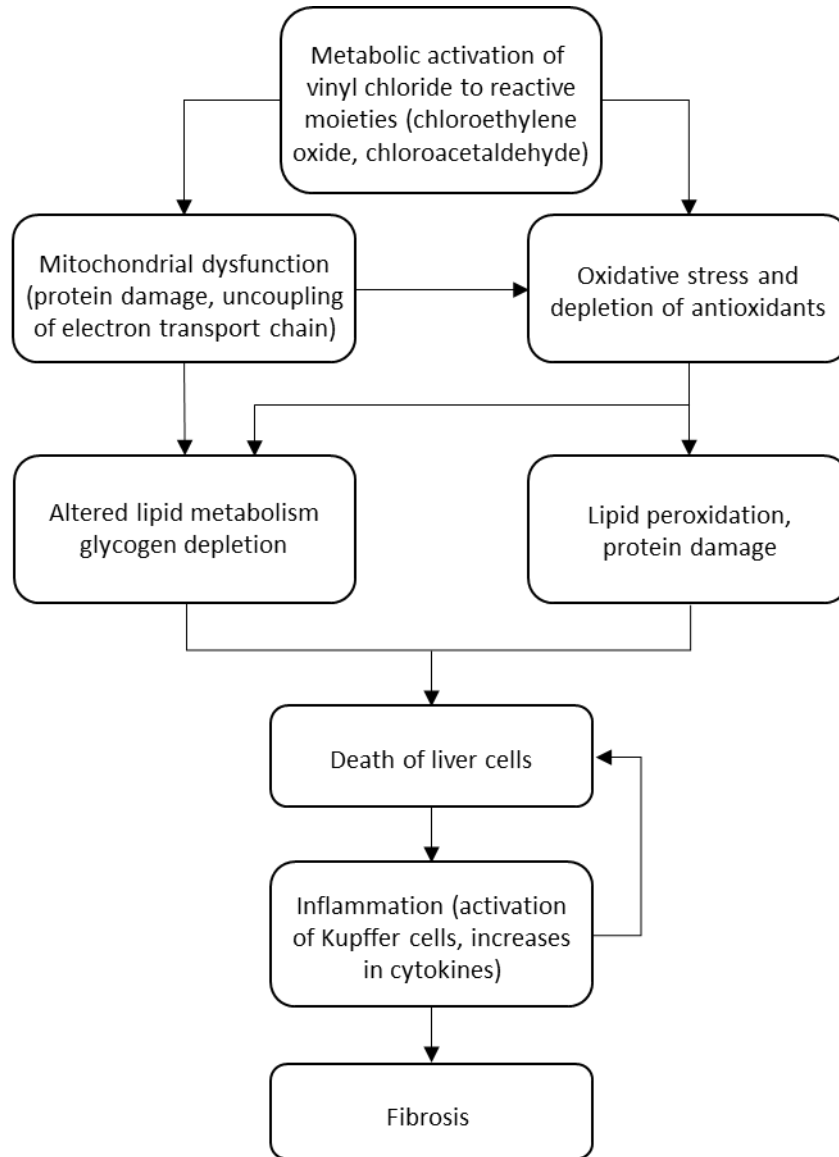 Metabolic activation of
vinyl chloride to reactive
moieties (chloroethylene
oxide, chloroacetaldehyde)
Mitochondrial dysfunction
(protein damage, uncoupling
of electron transport chain)
Oxidative stress and
depletion of antioxidants
Altered lipid metabolism
glycogen depletion
Lipid peroxidation,
protein damage
Death of liver cells
Inflammation (activation
of Kupffer cells, increases
in cytokines)
Fibrosis